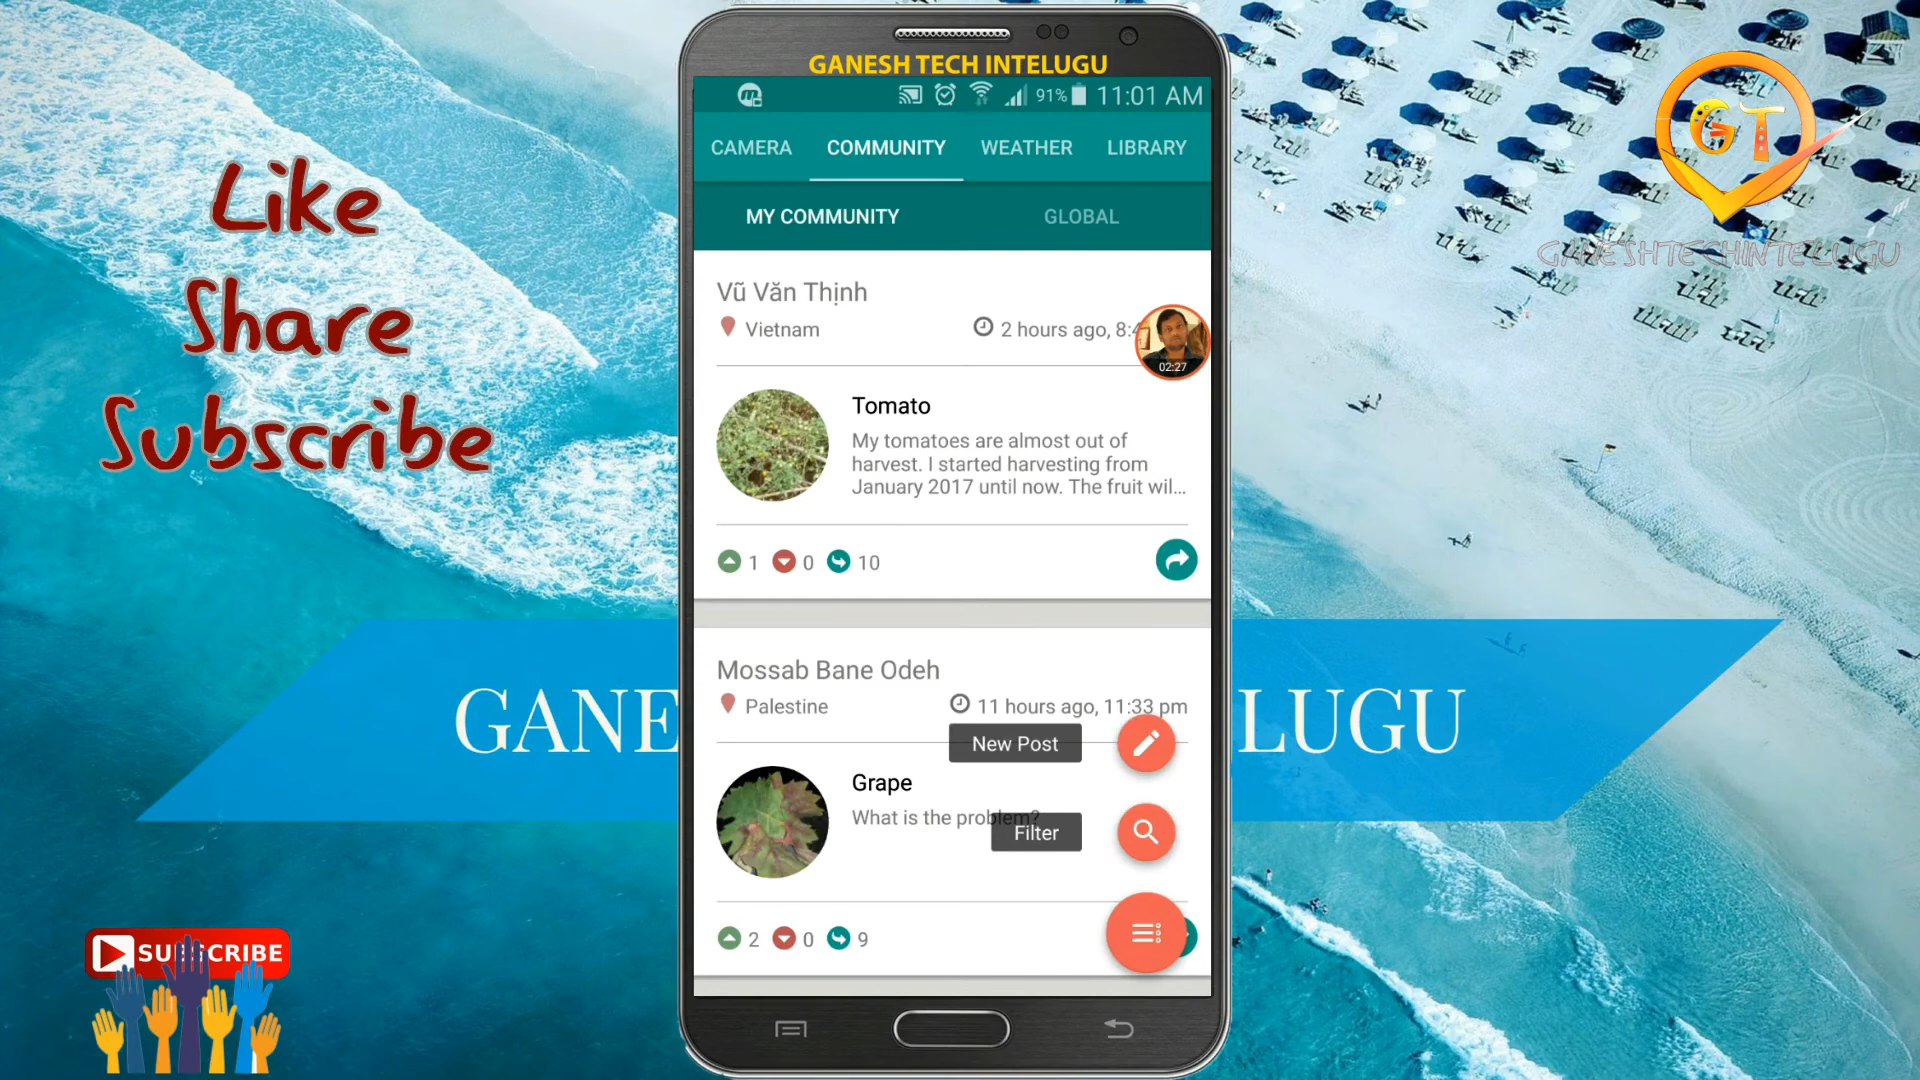 GANESH TECH INTELUGU
91% 11:01 AM
CAMERA COMMUNITY WEATHER LIBRARY
MY COMMUNITY GLOBAL
Vũ Văn Thịnh
Vietnam 2 hours ago, 8:4
02:27
Tomato
My tomatoes are almost out of
harvest. I started harvesting from
January 2017 until now. The fruit wil...
1 0 10
Mossab Bane Odeh
Palestine 11 hours ago, 11:33 pm
New Post
Grape
What is the problem?
Filter
2 0 9
Like
Share
Subscribe
GANE LUGU
SUBSCRIBE
GT
GANESHTECHINTELUGU